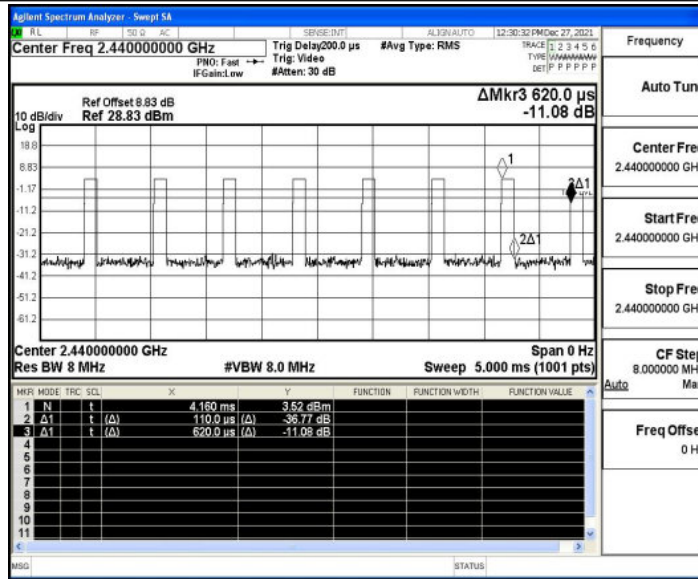 Agilent Spectrum Analyzer - Swept SA
RL RF 50 Ω AC SENSE:INT ALIGNAUTO 12:30:32 PM Dec 27, 2021
Center Freq 2.440000000 GHz
PNO: Fast
IFGain:Low
Trig Delay200.0 µs
Trig: Video
#Atten: 30 dB
#Avg Type: RMS
TRACE 1 2 3 4 5 6
TYPE
DET P P P P P P
ΔMkr3 620.0 µs
-11.08 dB
Ref Offset 8.83 dB
10 dB/div Ref 28.83 dBm
Log
18.8
8.83
-1.17
-11.2
-21.2
-31.2
-41.2
-51.2
-61.2
1
3Δ1
2Δ1
Center 2.440000000 GHz Span 0 Hz
Res BW 8 MHz #VBW 8.0 MHz Sweep 5.000 ms (1001 pts)
MKR MODE TRC SCL X Y FUNCTION FUNCTION WIDTH FUNCTION VALUE
1 N t 4.160 ms 3.52 dBm
2 Δ1 t (Δ) 110.0 µs (Δ) -36.77 dB
3 Δ1 t (Δ) 620.0 µs (Δ) -11.08 dB
4
5
6
7
8
9
10
11
MSG STATUS
Frequency
Auto Tun
Center Fre
2.440000000 GH
Start Fre
2.440000000 GH
Stop Fre
2.440000000 GH
CF Ste
8.000000 MH
Auto Ma
Freq Offse
0 H